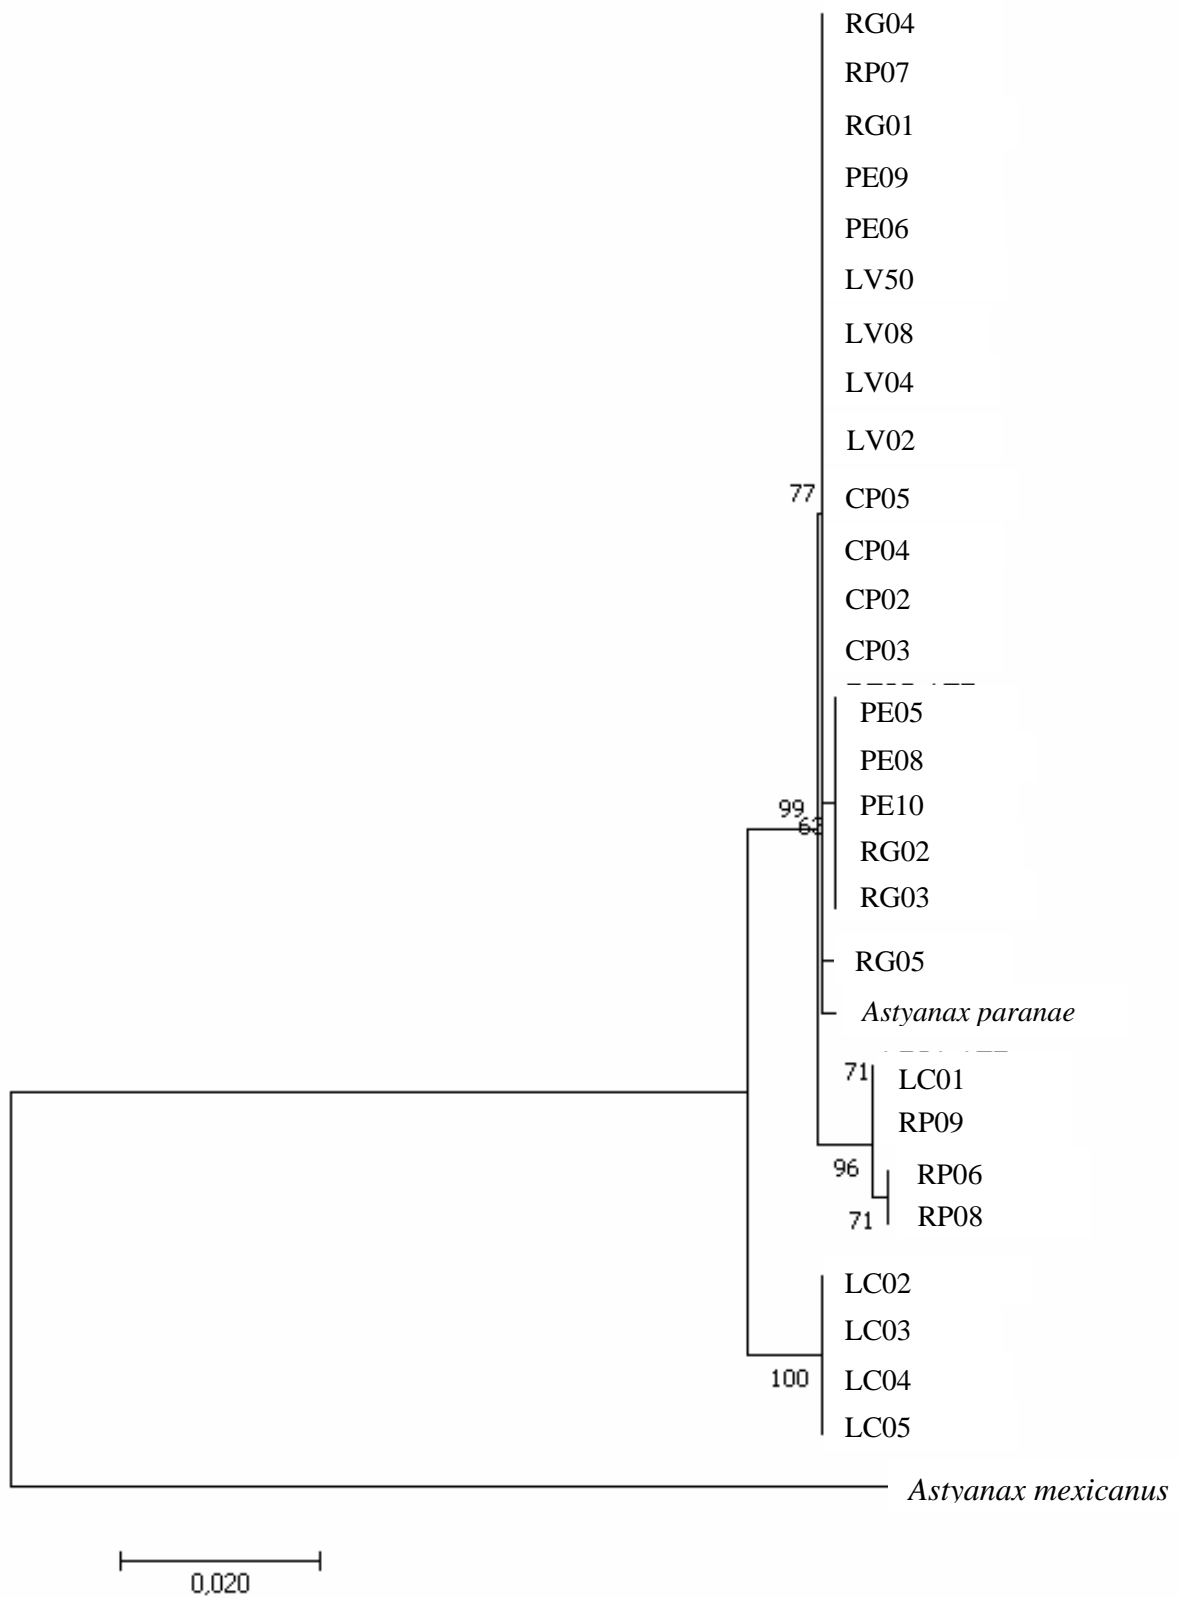 RG04
RP07
RG01
PE09
PE06
LV50
LV08
LV04
LV02
77
CP05
CP04
CP02
CP03
PE05
PE08
PE10
99
RG02
RG03
RG05
Astyanax paranae
71
LC01
RP09
96
RP06
71
RP08
LC02
LC03
100
LC04
LC05
Astyanax mexicanus
0,020